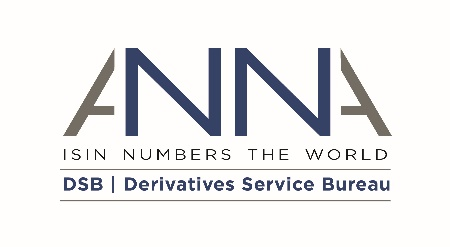 ANNA
ISIN NUMBERS THE WORLD
DSB | Derivatives Service Bureau